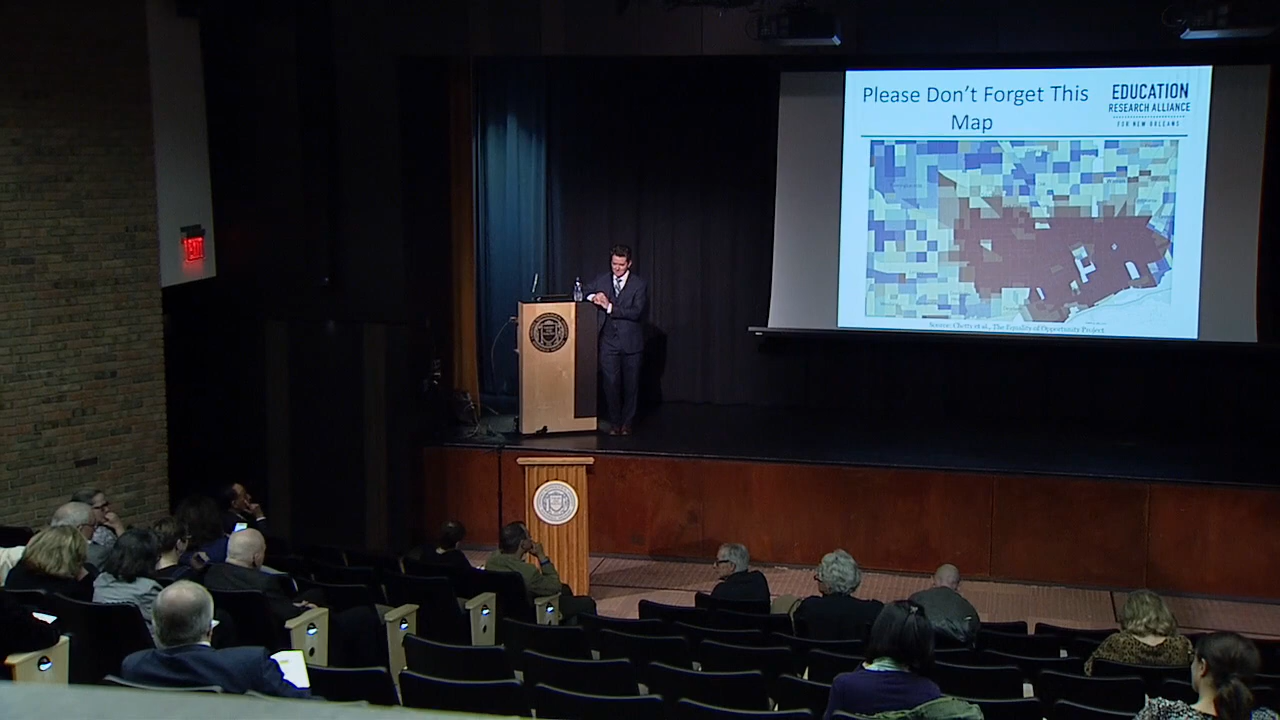 Please Don't Forget This
Map
EDUCATION
RESEARCH ALLIANCE
FOR NEW ORLEANS
Source: Chetty et al., The Equality of Opportunity Project
EXIT